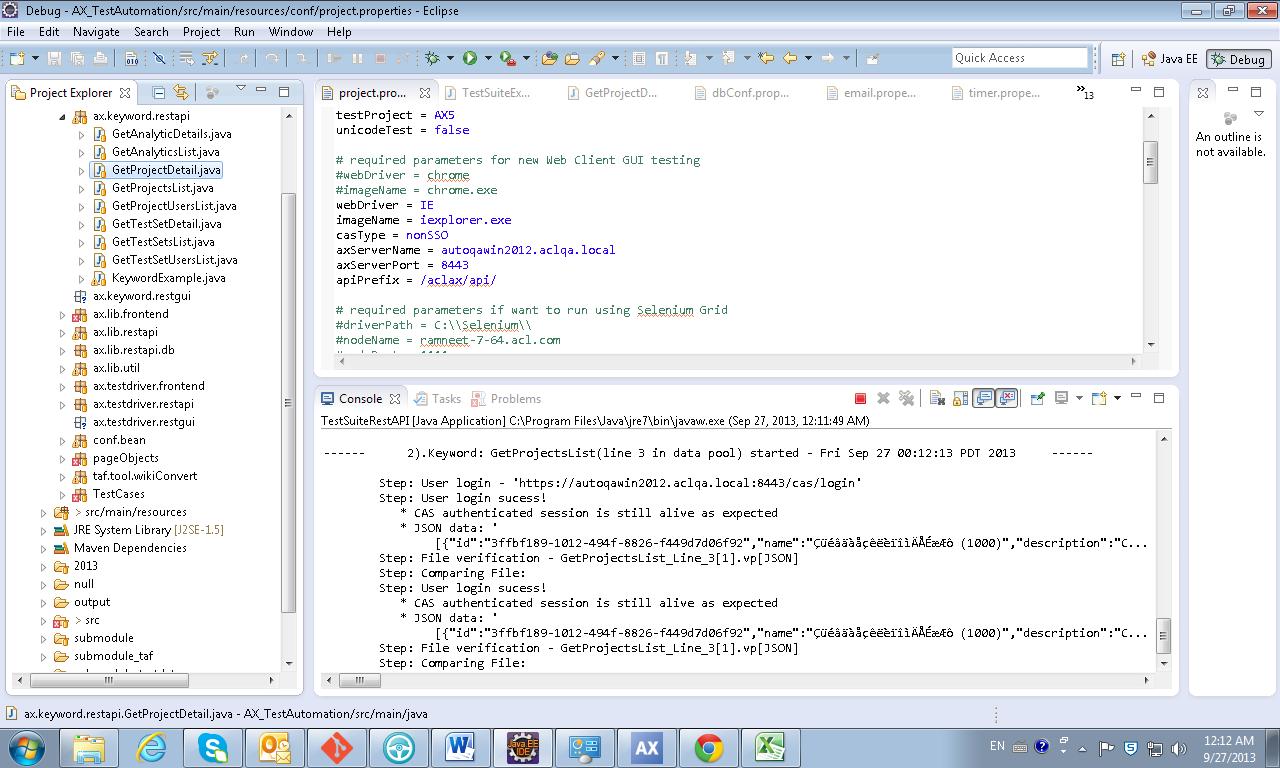 Debug - AX_TestAutomation/src/main/resources/conf/project.properties - Eclipse
File Edit Navigate Search Project Run Window Help
Quick Access
Java EE
Debug
Project Explorer
ax.keyword.restapi
GetAnalyticDetails.java
GetAnalyticsList.java
GetProjectDetail.java
GetProjectsList.java
GetProjectUsersList.java
GetTestSetDetail.java
GetTestSetsList.java
GetTestSetUsersList.java
KeywordExample.java
ax.keyword.restgui
ax.lib.frontend
ax.lib.restapi
ax.lib.restapi.db
ax.lib.util
ax.testdriver.frontend
ax.testdriver.restapi
ax.testdriver.restgui
conf.bean
pageObjects
taf.tool.wikiConvert
TestCases
> src/main/resources
JRE System Library [J2SE-1.5]
Maven Dependencies
2013
null
output
> src
submodule
submodule_taf
project.pro...
TestSuiteEx...
GetProjectD...
dbConf.prop...
email.prope...
timer.prope...
»13
testProject = AX5
unicodeTest = false
# required parameters for new Web Client GUI testing
#webDriver = chrome
#imageName = chrome.exe
webDriver = IE
imageName = iexplorer.exe
casType = nonSSO
axServerName = autoqawin2012.aclqa.local
axServerPort = 8443
apiPrefix = /aclax/api/
# required parameters if want to run using Selenium Grid
#driverPath = C:\\Selenium\\
#nodeName = ramneet-7-64.acl.com
An outline is not available.
Console
Tasks
Problems
TestSuiteRestAPI [Java Application] C:\Program Files\Java\jre7\bin\javaw.exe (Sep 27, 2013, 12:11:49 AM)
------ 2).Keyword: GetProjectsList(line 3 in data pool) started - Fri Sep 27 00:12:13 PDT 2013 ------
Step: User login - 'https://autoqawin2012.aclqa.local:8443/cas/login'
Step: User login sucess!
* CAS authenticated session is still alive as expected
* JSON data: '
[{"id":"3ffbf189-1012-494f-8826-f449d7d06f92","name":"ÇüéâäàåçêëèïîìÄÅÉæÆò (1000)","description":"C...
Step: File verification - GetProjectsList_Line_3[1].vp[JSON]
Step: Comparing File:
Step: User login sucess!
* CAS authenticated session is still alive as expected
* JSON data: '
[{"id":"3ffbf189-1012-494f-8826-f449d7d06f92","name":"ÇüéâäàåçêëèïîìÄÅÉæÆò (1000)","description":"C...
Step: File verification - GetProjectsList_Line_3[1].vp[JSON]
Step: Comparing File:
ax.keyword.restapi.GetProjectDetail.java - AX_TestAutomation/src/main/java
Java EE IDE
AX
EN
12:12 AM
9/27/2013